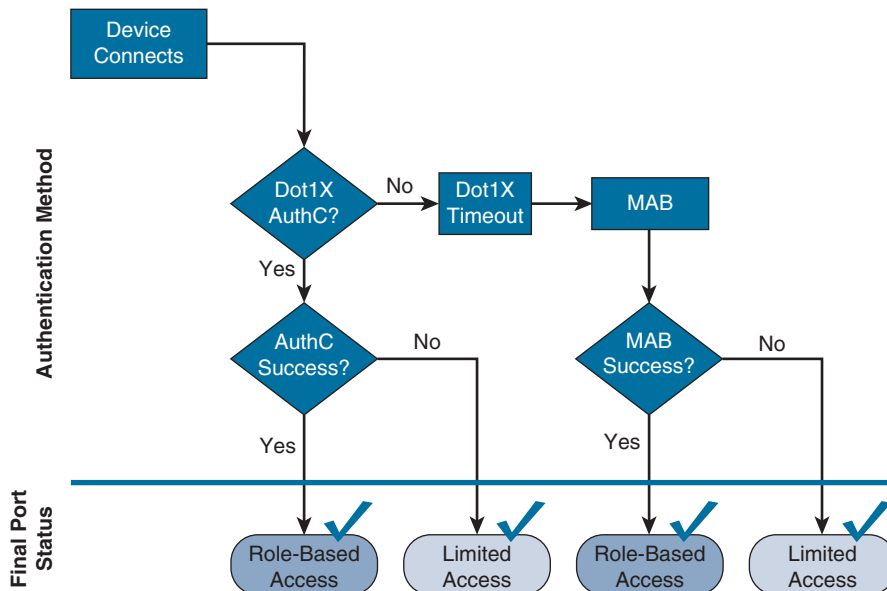 Device
Connects
Authentication Method
Dot1X
AuthC?
No
Dot1X
Timeout
MAB
Yes
AuthC
Success?
No
MAB
Success?
No
Yes
Yes
Final Port
Status
Role-Based
Access
Limited
Access
Role-Based
Access
Limited
Access